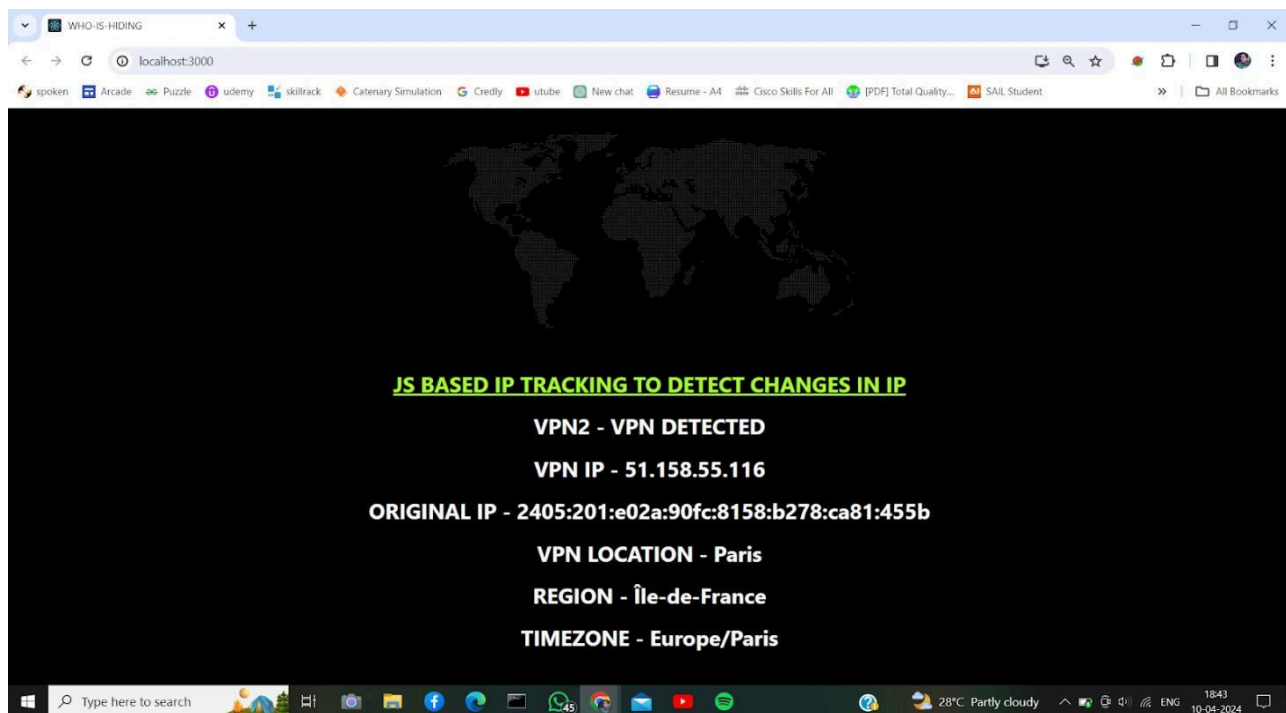 WHO-IS-HIDING
localhost:3000
spoken Arcade Puzzle udemy skillrack Catenary Simulation Credly utube New chat Resume - A4 Cisco Skills For All [PDF] Total Quality... SAIL Student » All Bookmarks
JS BASED IP TRACKING TO DETECT CHANGES IN IP
VPN2 - VPN DETECTED
VPN IP - 51.158.55.116
ORIGINAL IP - 2405:201:e02a:90fc:8158:b278:ca81:455b
VPN LOCATION - Paris
REGION - Île-de-France
TIMEZONE - Europe/Paris
Type here to search 45 28°C Partly cloudy ENG 18:43
10-04-2024